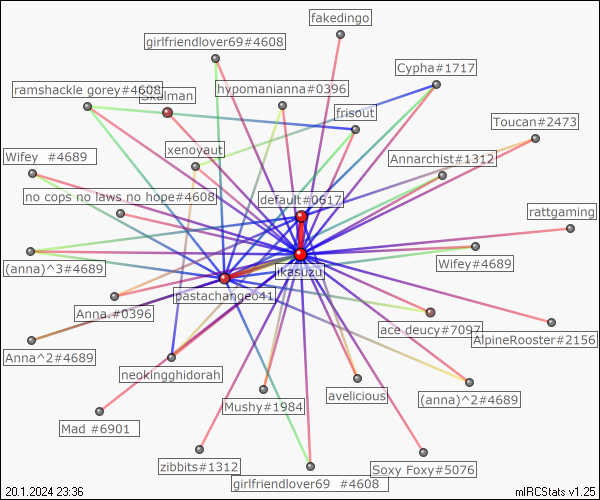 fakedingo
girlfriendlover69#4608
Cypha#1717
ramshackle gorey#4608
Skalman
hypomanianna#0396
frisout
Toucan#2473
xenoyaut
Wifey  #4689
Annarchist#1312
no cops no laws no hope#4608
default#0617
rattgaming
(anna)^3#4689
ikasuzu
Wifey#4689
pastachangeo41
Anna.#0396
ace deucy#7097
AlpineRooster#2156
Anna^2#4689
neokingghidorah
avelicious
(anna)^2#4689
Mushy#1984
Mad #6901
zibbits#1312
Soxy Foxy#5076
girlfriendlover69  #4608
20.1.2024 23:36
mIRCStats v1.25